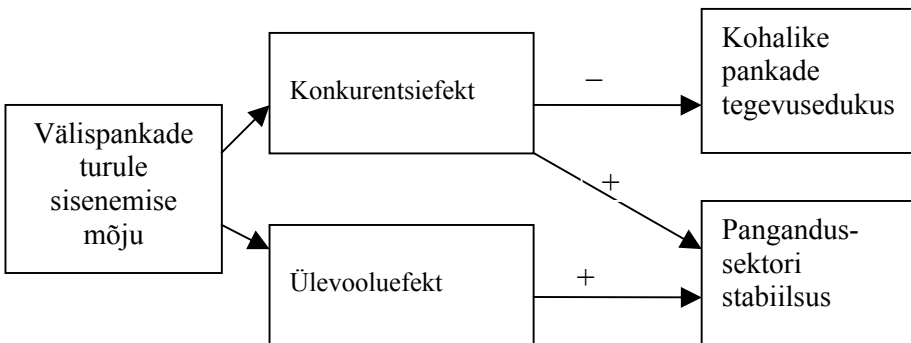 Välispankade
turule
sisenemise
mõju
Konkurentsiefekt
Ülevooluefekt
–
+
+
Kohalike
pankade
tegevusedukus
Pangandus-
sektori
stabiilsus